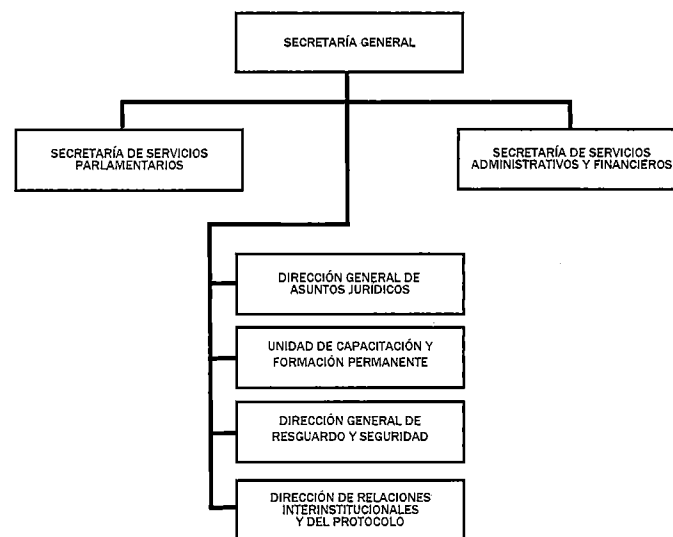 SECRETARÍA GENERAL
SECRETARÍA DE SERVICIOS
PARLAMENTARIOS
SECRETARÍA DE SERVICIOS
ADMINISTRATIVOS Y FINANCIEROS
DIRECCIÓN GENERAL DE
ASUNTOS JURIDICOS
UNIDAD DE CAPACITACIÓN Y
FORMACIÓN PERMANENTE
DIRECCIÓN GENERAL DE
RESGUARDO Y SEGURIDAD
DIRECCIÓN DE RELACIONES
INTERINSTITUCIONALES
Y DEL PROTOCOLO